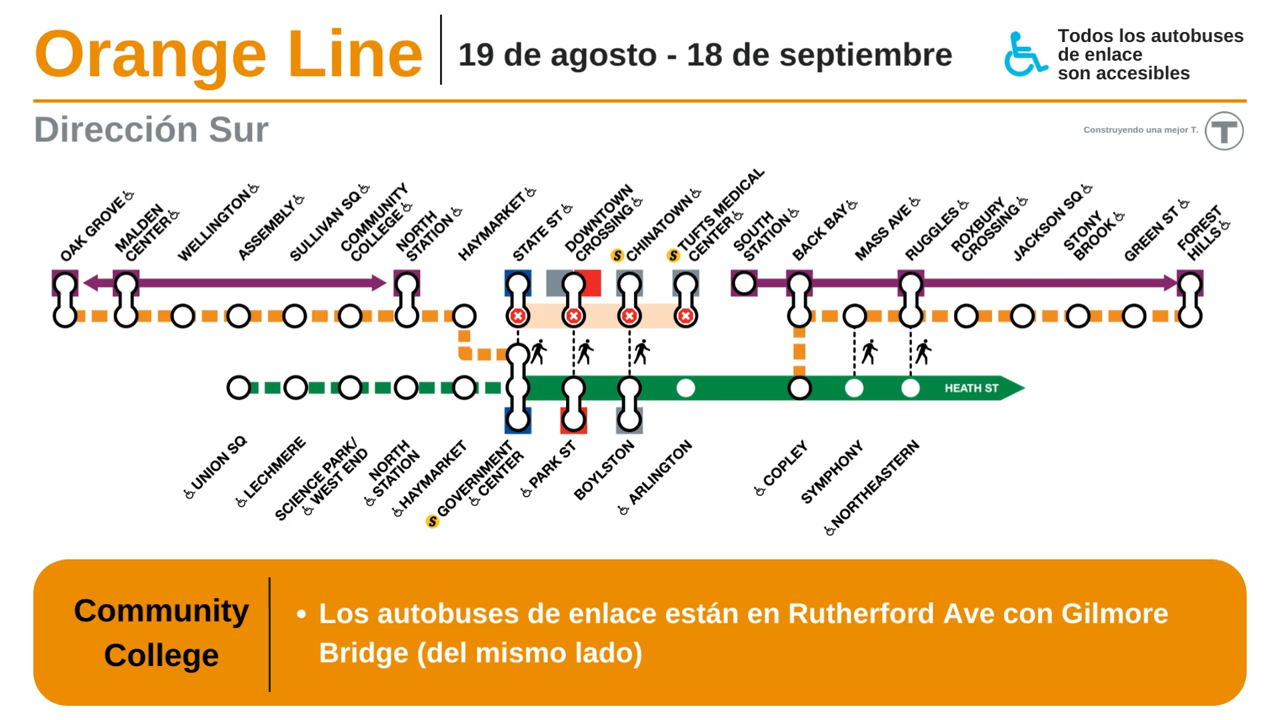 Orange Line
19 de agosto - 18 de septiembre
Todos los autobuses
de enlace
son accesibles
Dirección Sur
Construyendo una mejor T.
T
OAK GROVE
MALDEN
CENTER
WELLINGTON
ASSEMBLY
SULLIVAN SQ
COMMUNITY
COLLEGE
NORTH
STATION
HAYMARKET
STATE ST
DOWNTOWN
CROSSING
S CHINATOWN
S TUFTS MEDICAL
CENTER
SOUTH
STATION
BACK BAY
MASS AVE
RUGGLES
ROXBURY
CROSSING
JACKSON SQ
STONY
BROOK
GREEN ST
FOREST
HILLS
HEATH ST
UNION SQ
LECHMERE
SCIENCE PARK/
WEST END
NORTH
STATION
HAYMARKET
S GOVERNMENT
CENTER
PARK ST
BOYLSTON
ARLINGTON
COPLEY
SYMPHONY
NORTHEASTERN
Community
College
• Los autobuses de enlace están en Rutherford Ave con Gilmore
Bridge (del mismo lado)